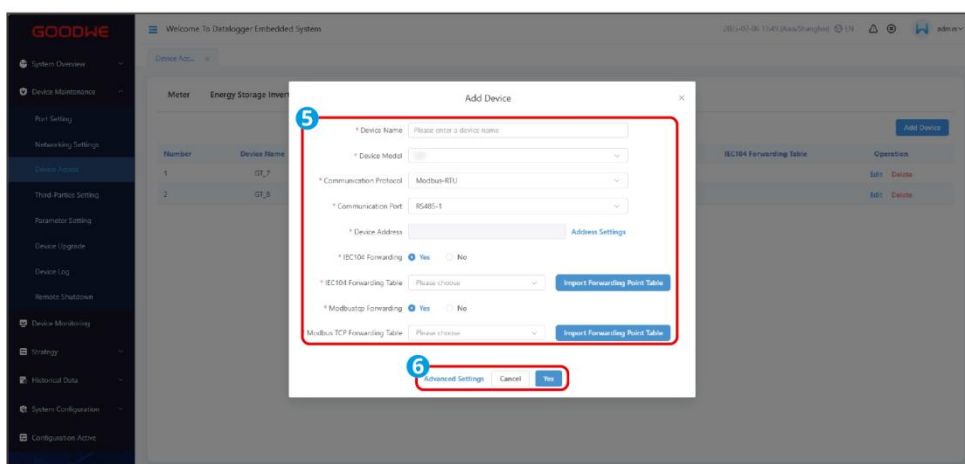 GOODWE
Welcome To Datalogger Embedded System
EN
admin
System Overview
Device Acc...
Device Maintenance
Meter Energy Storage Invert
Add Device
5
Port Setting
* Device Name Please enter a device name
Add Device
Networking Settings
* Device Model
Number Device Name IEC104 Forwarding Table Operation
Device Access
1 GT_7 Edit Delete
* Communication Protocol Modbus-RTU
Third-Parties Setting
2 Edit Delete
* Communication Port RS485-1
Parameter Setting
* Device Address Address Settings
Device Upgrade
* IEC104 Forwarding Yes No
Device Log
* IEC104 Forwarding Table Please choose Import Forwarding Point Table
Remote Shutdown
* Modbustcp Forwarding Yes No
Device Monitoring
* Modbus TCP Forwarding Table Please choose Import Forwarding Point Table
Strategy
6
Advanced Settings Cancel Yes
Historical Data
System Configuration
Configuration Active